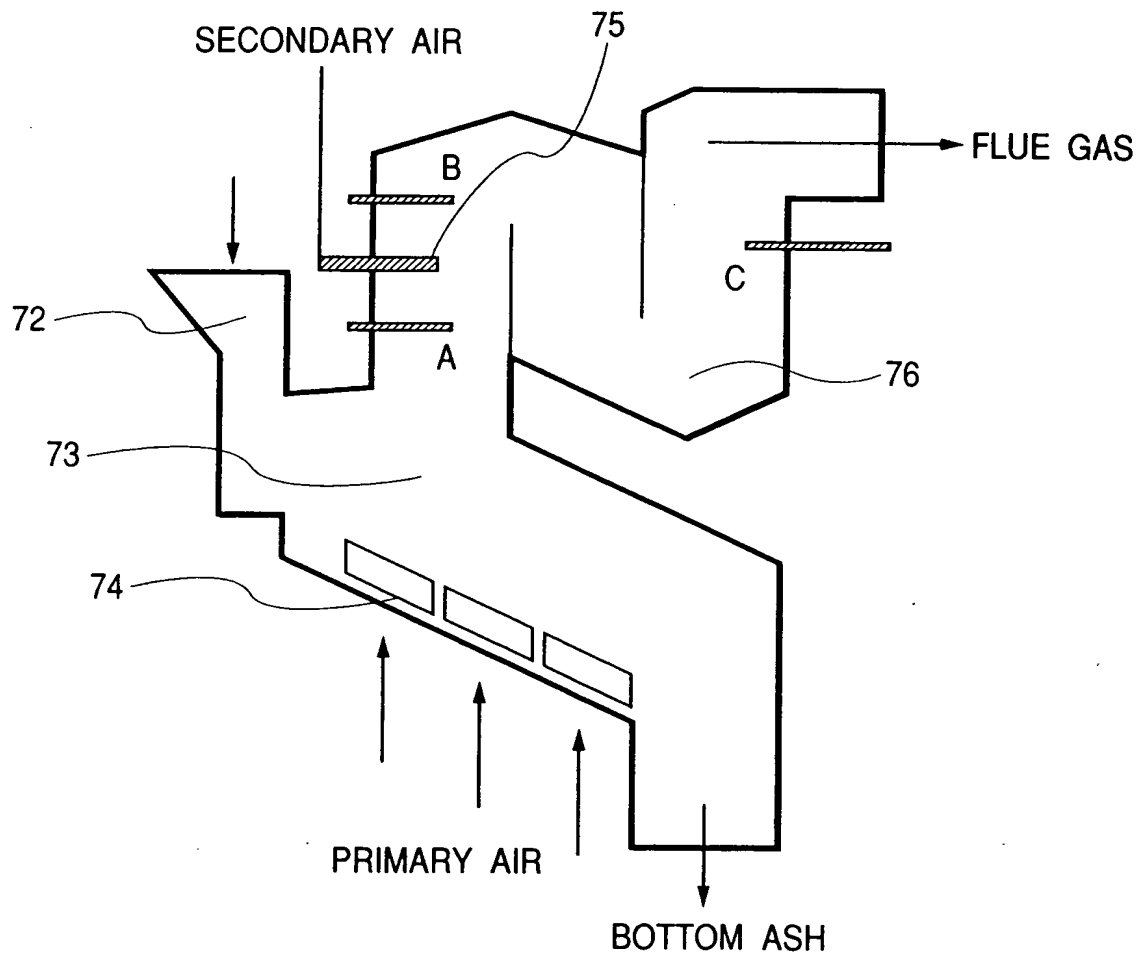 SECONDARY AIR
75
B
FLUE GAS
72
C
A
76
73
74
PRIMARY AIR
BOTTOM ASH